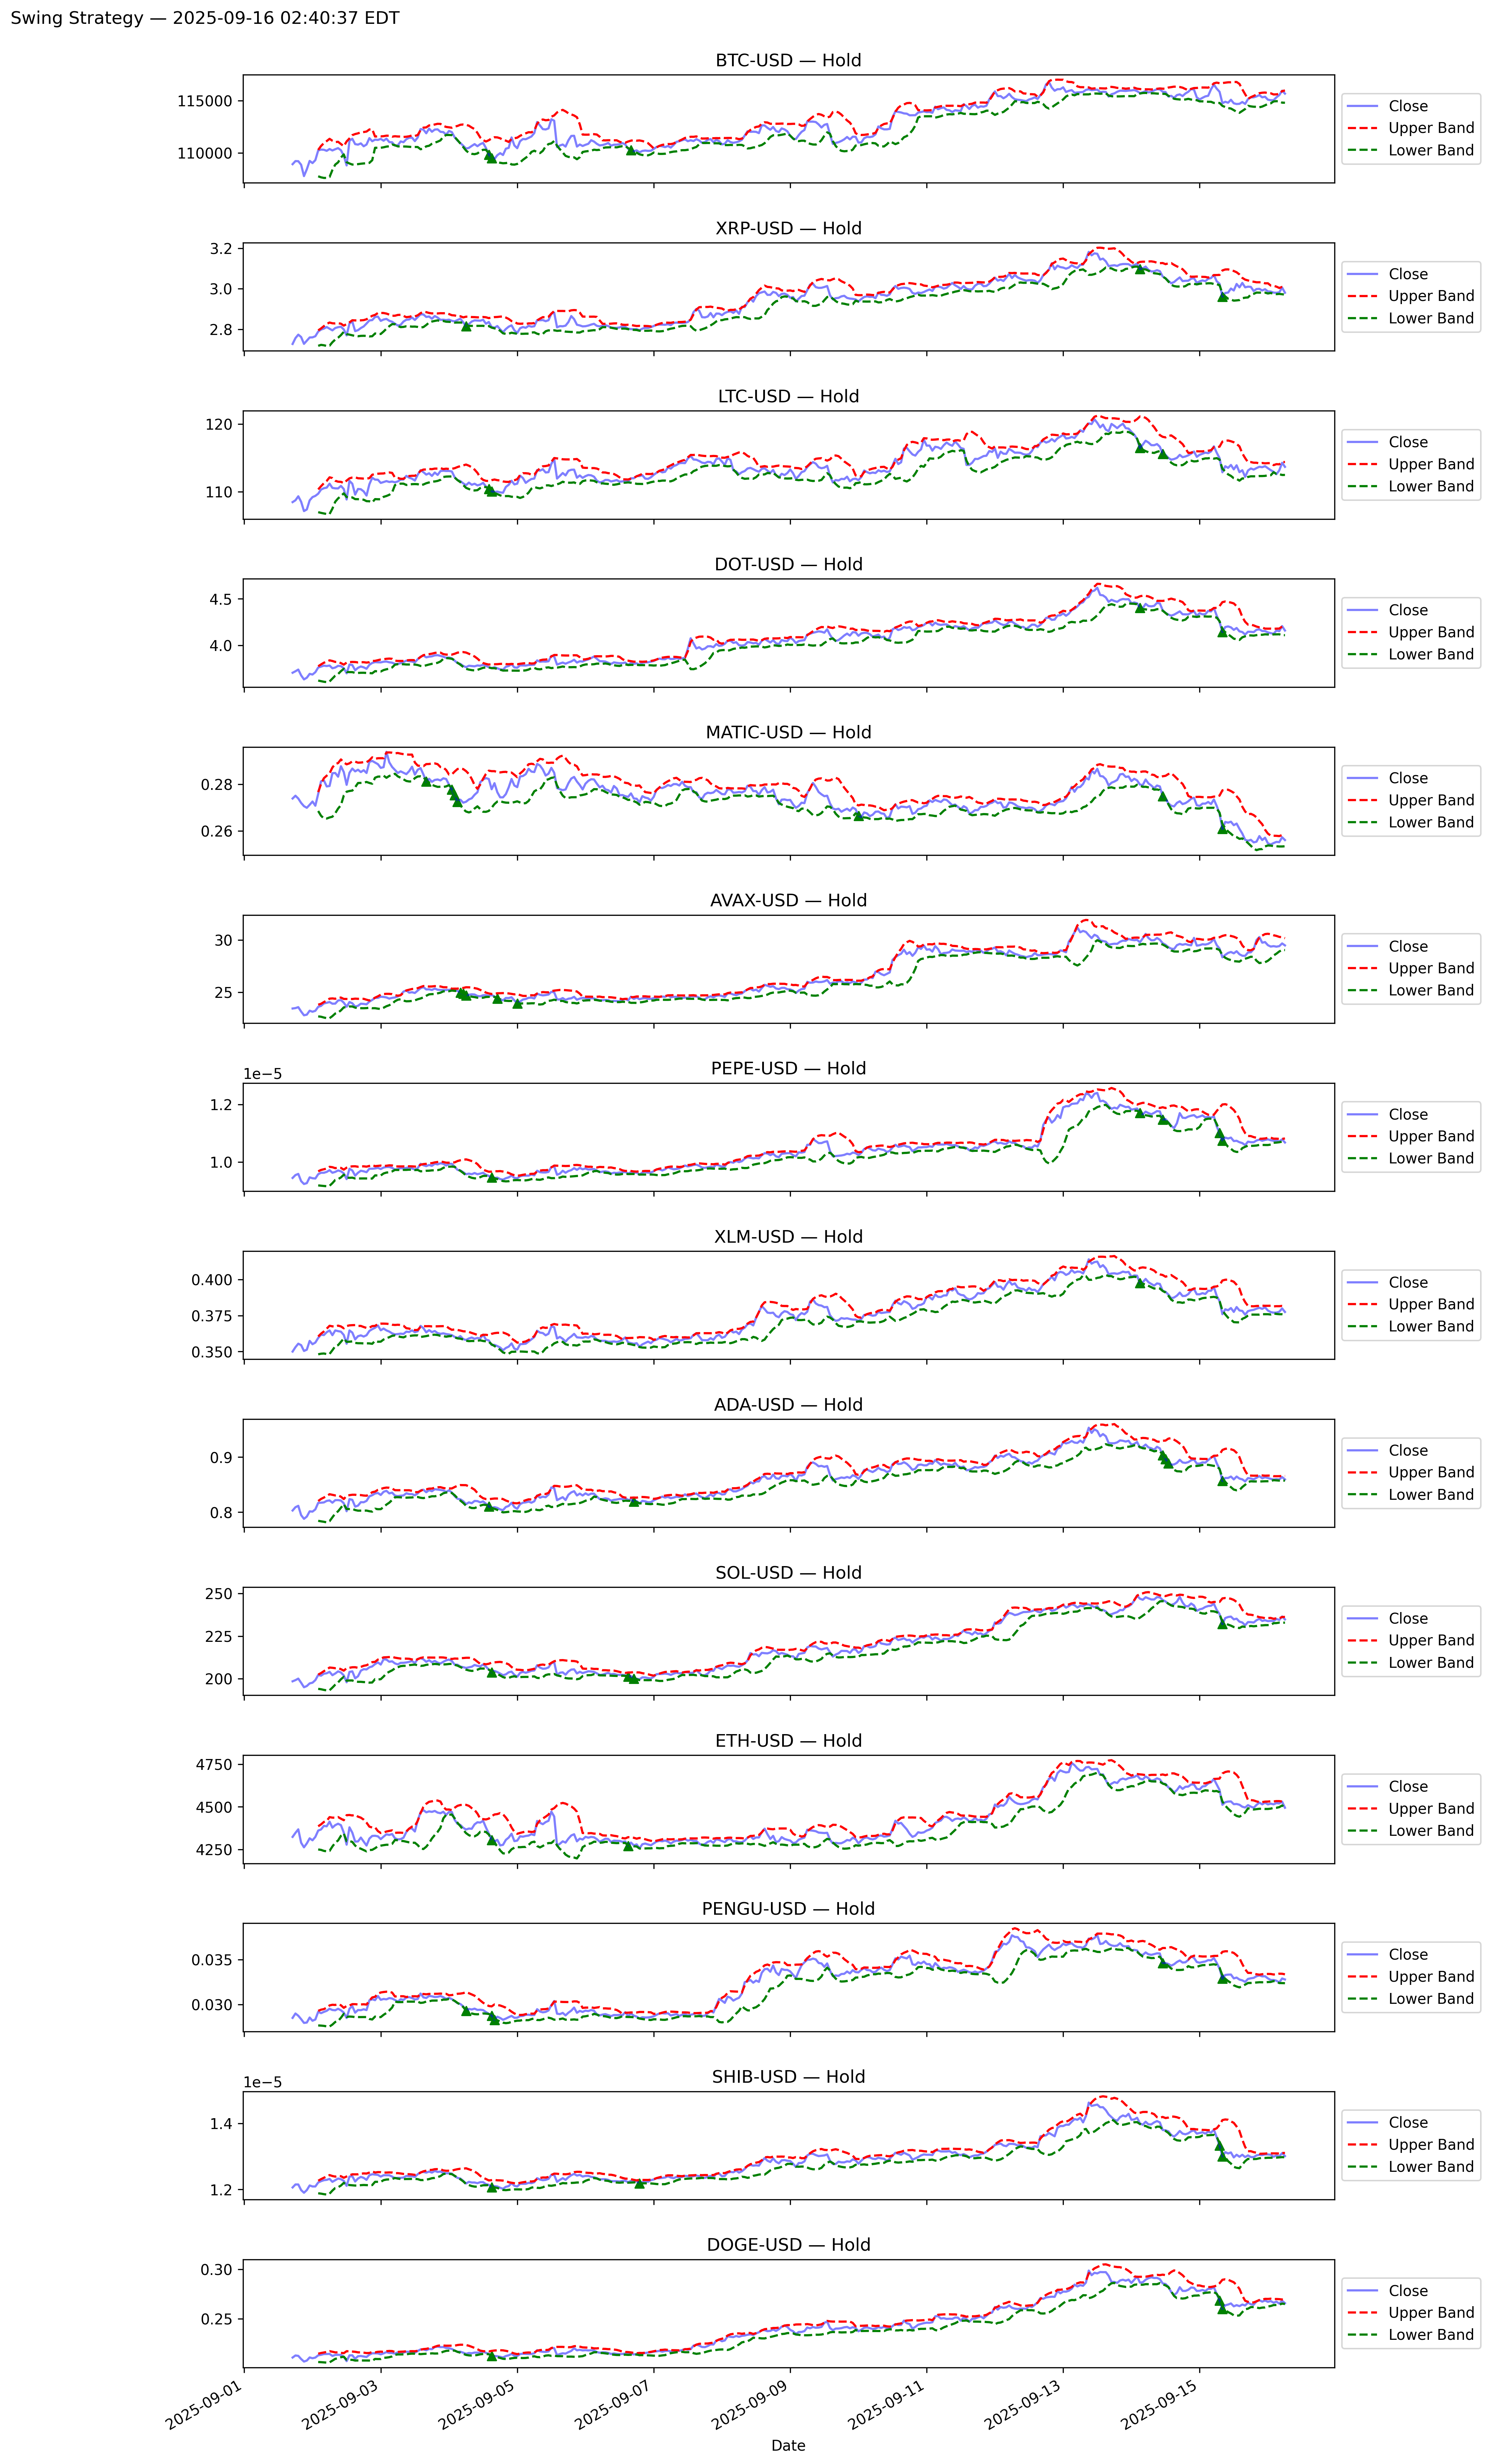 Swing Strategy — 2025-09-16 02:40:37 EDT
BTC-USD — Hold
115000
110000
Close
Upper Band
Lower Band
XRP-USD — Hold
3.2
3.0
2.8
Close
Upper Band
Lower Band
LTC-USD — Hold
120
110
Close
Upper Band
Lower Band
DOT-USD — Hold
4.5
4.0
Close
Upper Band
Lower Band
MATIC-USD — Hold
0.28
0.26
Close
Upper Band
Lower Band
AVAX-USD — Hold
30
25
Close
Upper Band
Lower Band
PEPE-USD — Hold
1e−5
1.2
1.0
Close
Upper Band
Lower Band
XLM-USD — Hold
0.400
0.375
0.350
Close
Upper Band
Lower Band
ADA-USD — Hold
0.9
0.8
Close
Upper Band
Lower Band
SOL-USD — Hold
250
225
200
Close
Upper Band
Lower Band
ETH-USD — Hold
4750
4500
4250
Close
Upper Band
Lower Band
PENGU-USD — Hold
0.035
0.030
Close
Upper Band
Lower Band
SHIB-USD — Hold
1e−5
1.4
1.2
Close
Upper Band
Lower Band
DOGE-USD — Hold
0.30
0.25
Close
Upper Band
Lower Band
2025-09-01
2025-09-03
2025-09-05
2025-09-07
2025-09-09
2025-09-11
2025-09-13
2025-09-15
Date